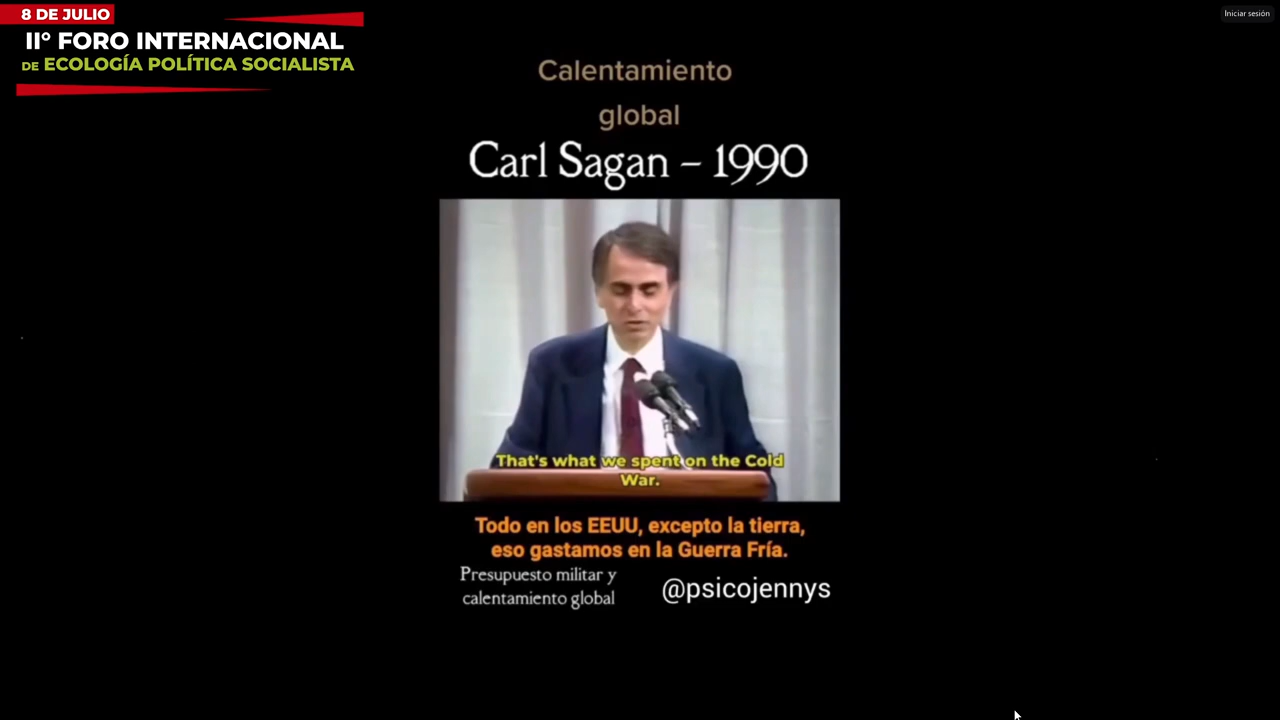 8 DE JULIO
II° FORO INTERNACIONAL
DE ECOLOGÍA POLÍTICA SOCIALISTA
Iniciar sesión
Calentamiento
global
Carl Sagan – 1990
That's what we spent on the Cold
War.
Todo en los EEUU, excepto la tierra,
eso gastamos en la Guerra Fría.
Presupuesto militar y
calentamiento global
@psicojennys